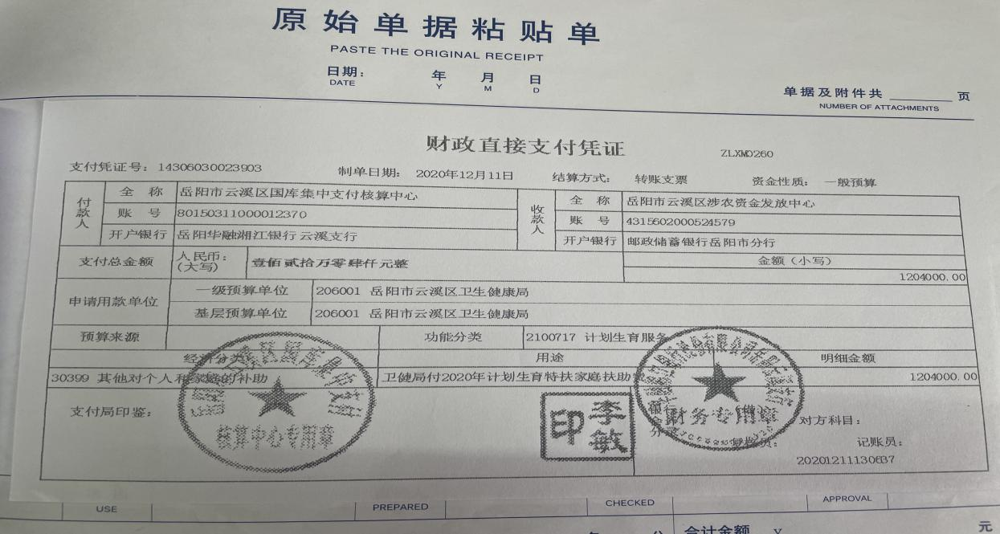 原始单据粘贴单
PASTE THE ORIGINAL RECEIPT
日期： 年 月 日
DATE Y M D
单据及附件共 页
NUMBER OF ATTACHMENTS
财政直接支付凭证 ZLXM0260
支付凭证号：14306030023903 制单日期： 2020年12月11日 结算方式： 转账支票 资金性质： 一般预算
付款人 全 称 岳阳市云溪区国库集中支付核算中心 收款人 全 称 岳阳市云溪区涉农资金发放中心
账 号 80150311000012370 账 号 4315602000524579
开户银行 岳阳华融湘江银行云溪支行 开户银行 邮政储蓄银行岳阳市分行
支付总金额 人民币：(大写) 壹佰贰拾万零肆仟元整 金额（小写）
1204000.00
申请用款单位 一级预算单位 206001 岳阳市云溪区卫生健康局
基层预算单位 206001 岳阳市云溪区卫生健康局
预算来源 功能分类 2100717 计划生育服务
经济分类 用途 明细金额
30399 其他对个人和家庭的补助 卫健局付2020年计划生育特扶家庭扶助 1204000.00
支付局印鉴：
核算中心专用章
李敏印
财务专用章
对方科目：
记账员：
20201211130637
USE PREPARED CHECKED APPROVAL
合计金额 ¥ 元